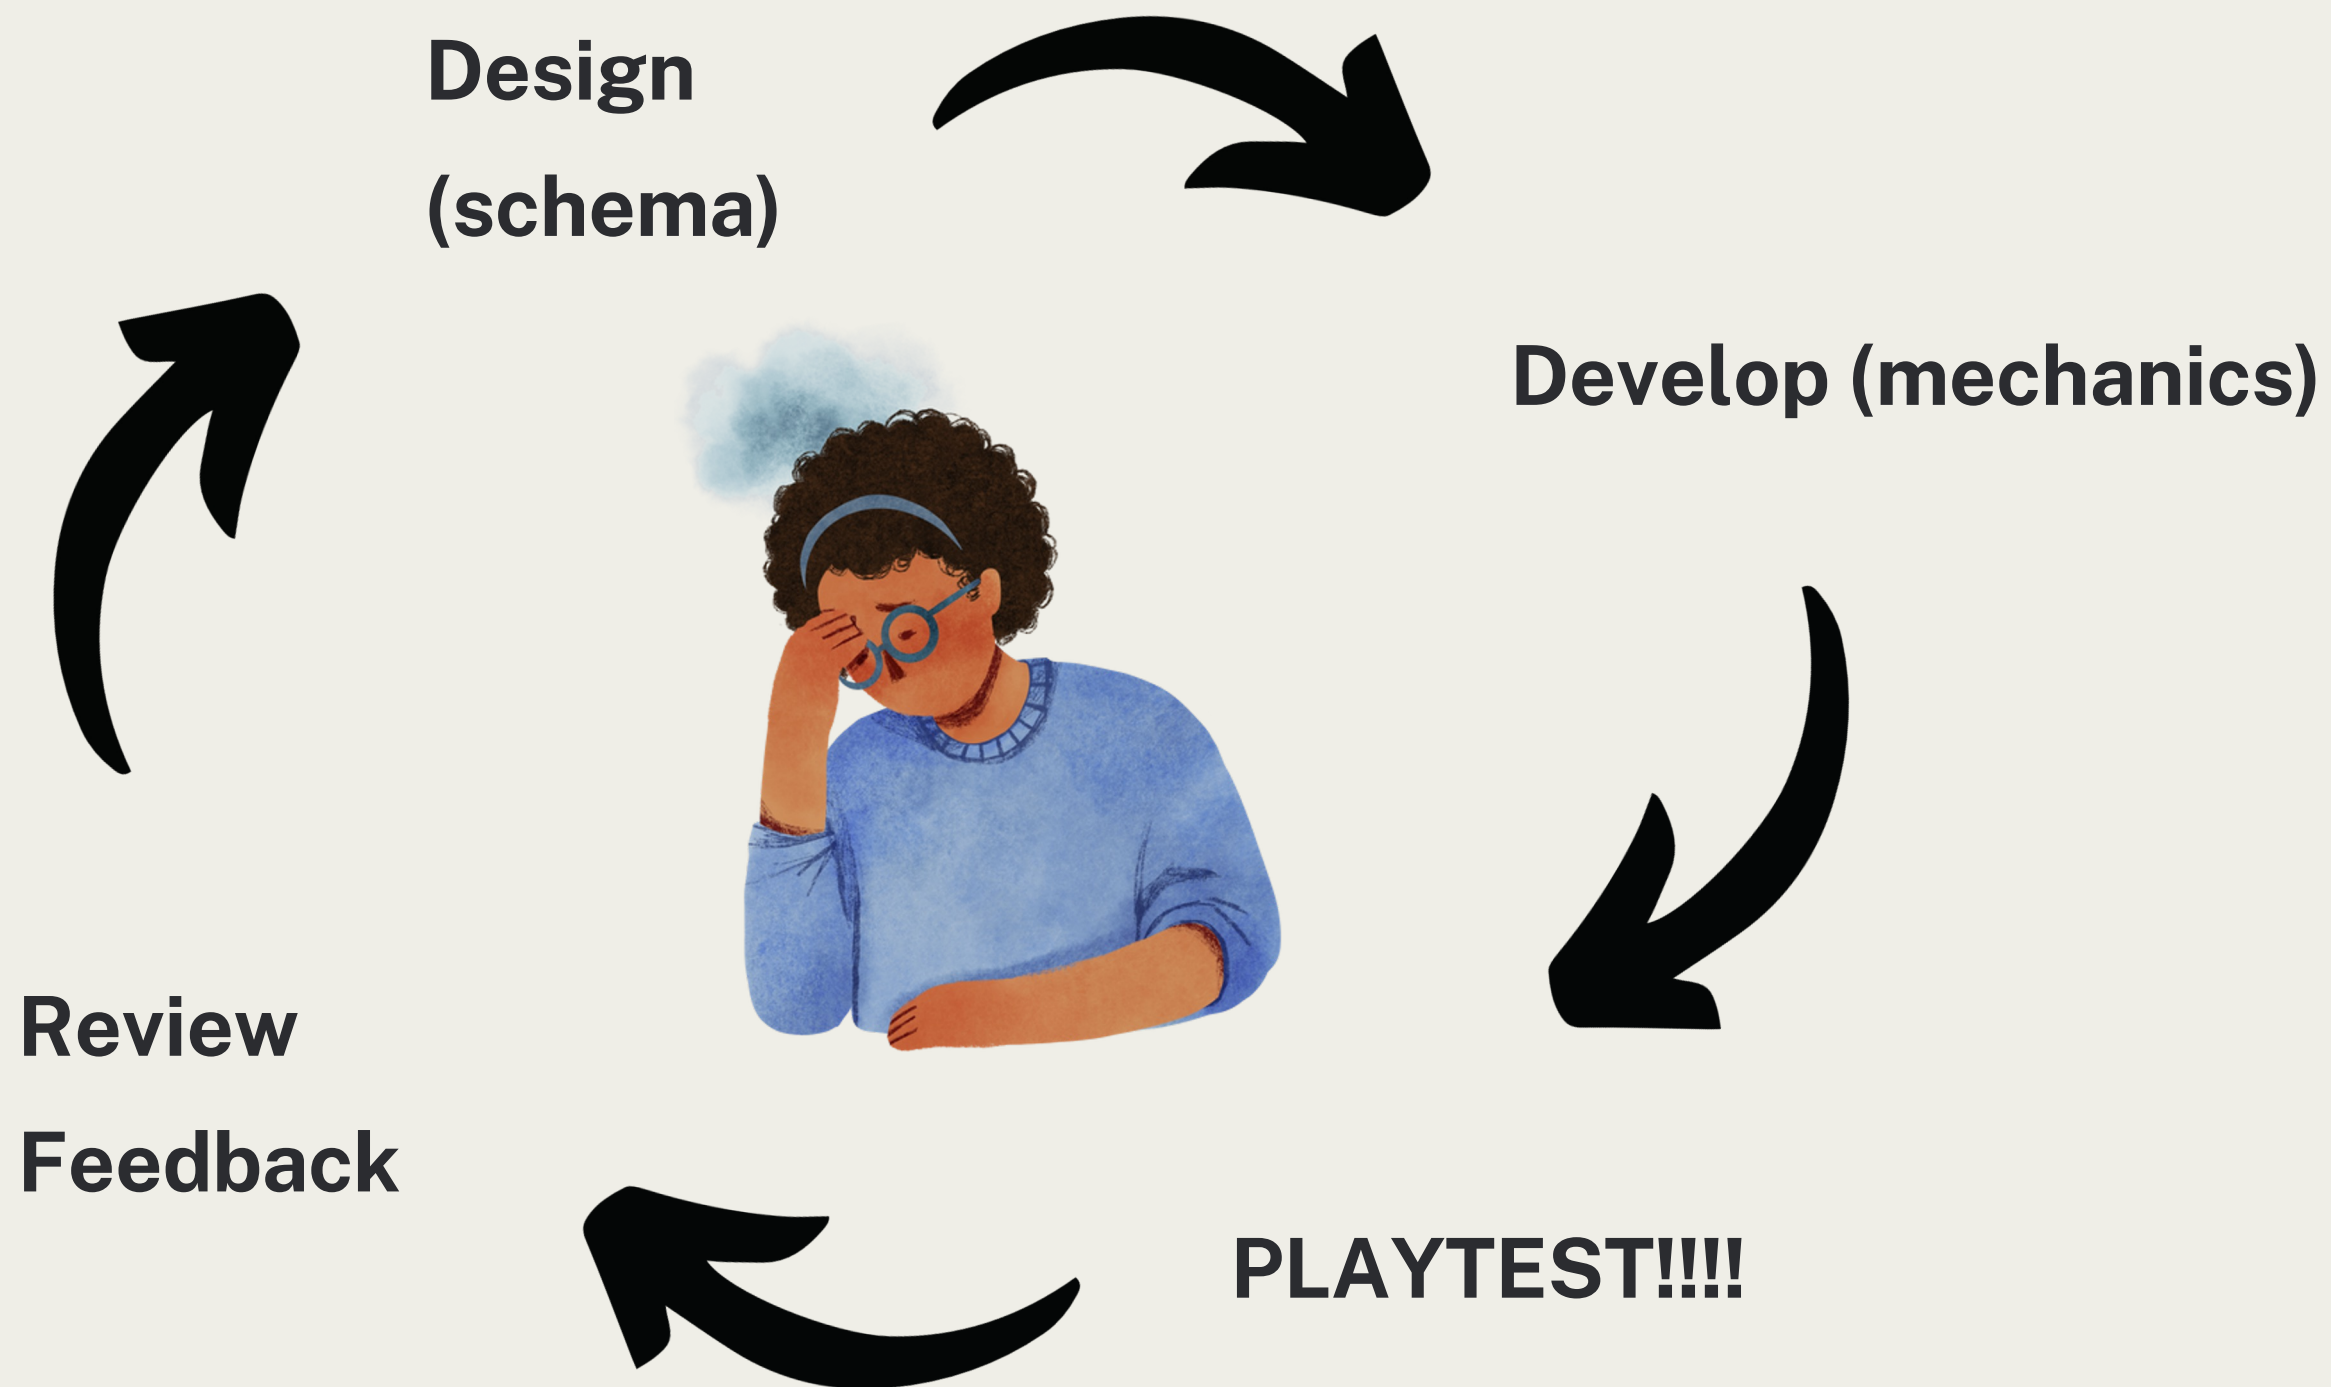 Design
(schema)
Develop (mechanics)
PLAYTEST!!!!
Review
Feedback